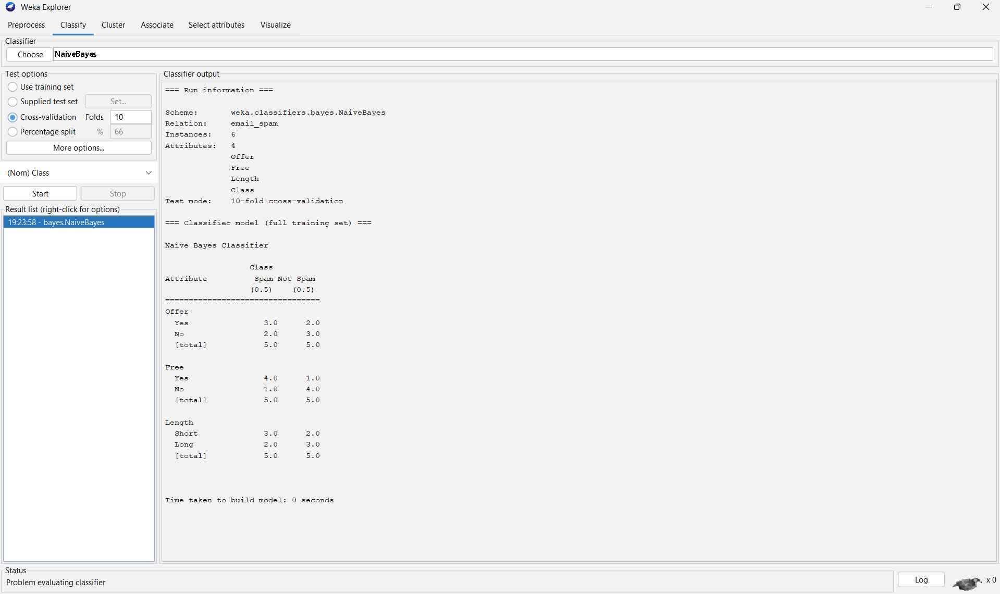 Weka Explorer
Preprocess Classify Cluster Associate Select attributes Visualize
Classifier
Choose NaiveBayes
Test options
Use training set
Supplied test set Set...
Cross-validation Folds 10
Percentage split % 66
More options...
(Nom) Class
Start Stop
Result list (right-click for options)
19:23:58 - bayes.NaiveBayes
Classifier output
=== Run information ===
Scheme: weka.classifiers.bayes.NaiveBayes
Relation: email_spam
Instances: 6
Attributes: 4
Offer
Free
Length
Class
Test mode: 10-fold cross-validation
=== Classifier model (full training set) ===
Naive Bayes Classifier
Class
Attribute Spam Not Spam
(0.5) (0.5)
=================================
Offer
Yes 3.0 2.0
No 2.0 3.0
[total] 5.0 5.0
Free
Yes 4.0 1.0
No 1.0 4.0
[total] 5.0 5.0
Length
Short 3.0 2.0
Long 2.0 3.0
[total] 5.0 5.0
Time taken to build model: 0 seconds
Status
Problem evaluating classifier
Log x 0